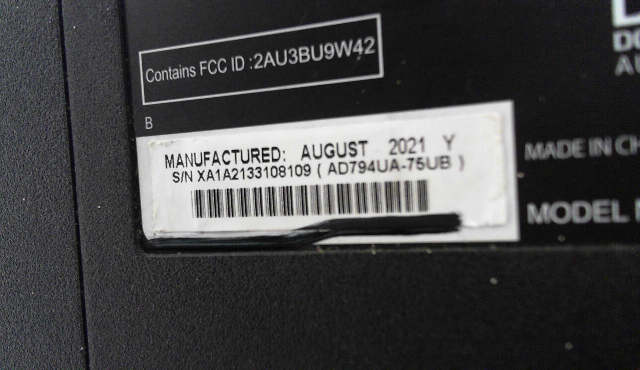 Contains FCC ID :2AU3BU9W42
B
MANUFACTURED: AUGUST 2021 Y
S/N XA1A2133108109 ( AD794UA-75UB )
MADE IN CH
MODEL N